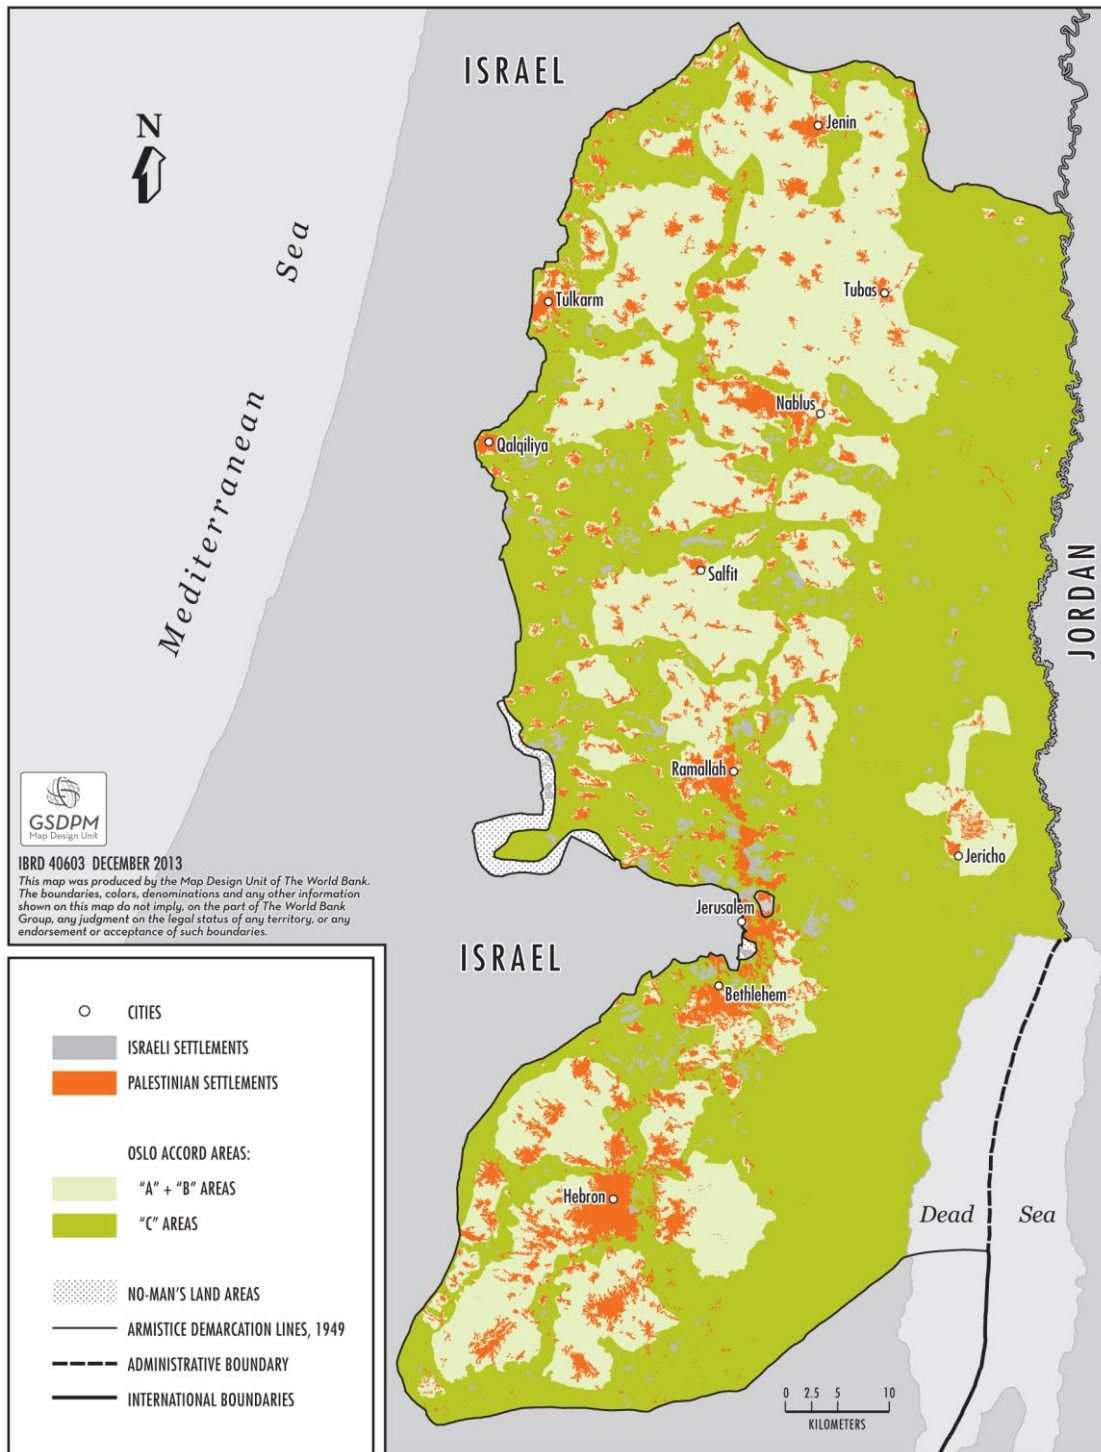 ISRAEL
N
Jenin
Mediterranean Sea
Tubas
Tulkarm
Nablus
Qalqiliya
Salfit
JORDAN
Ramallah
GSDPM
Map Design Unit
Jericho
IBRD 40603 DECEMBER 2013
This map was produced by the Map Design Unit of The World Bank.
The boundaries, colors, denominations and any other information
shown on this map do not imply, on the part of The World Bank
Group, any judgment on the legal status of any territory, or any
endorsement or acceptance of such boundaries.
Jerusalem
ISRAEL
Bethlehem
Hebron
Dead Sea
CITIES
ISRAELI SETTLEMENTS
PALESTINIAN SETTLEMENTS
OSLO ACCORD AREAS:
"A" + "B" AREAS
"C" AREAS
NO-MAN'S LAND AREAS
ARMISTICE DEMARCATION LINES, 1949
ADMINISTRATIVE BOUNDARY
INTERNATIONAL BOUNDARIES
0 2.5 5 10
KILOMETERS